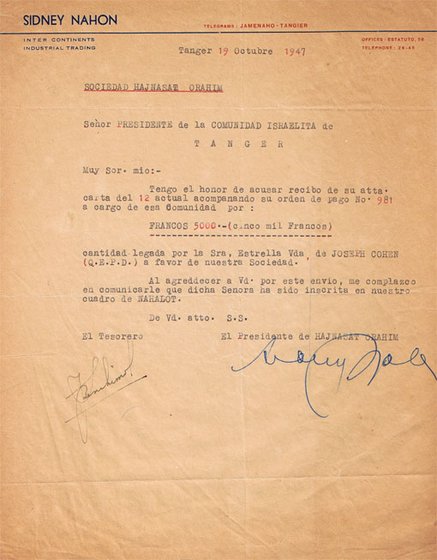 SIDNEY NAHON
INTER CONTINENTS
INDUSTRIAL TRADING
TELEGRAMS : JAMENAHO - TANGIER
OFFICES: ESTATUTO, 58
TELEPHONE: 26-45
Tanger 19 Octubre 1947
SOCIEDAD HAJNASAT ORAHIM
Señor PRESIDENTE de la COMUNIDAD ISRAELITA de
T A N G E R
Muy Sor. mio:-
Tengo el honor de acusar recibo de su atta.
carta del 12 actual acompanando su orden de pago No. 981
a cargo de esa Comunidad por :
FRANCOS 5000.-(cinco mil Francos)
cantidad legada por la Sra, Estrella Vda, de JOSEPH COHEN
(Q.E.P.D.) a favor de nuestra Sociedad.
Al agredecer a Vd. por este envio, me complazco
en comunicarle que dicha Senora ha sido inscrita en nuestro
cuadro de NAHALOT.
De Vd. atto. S.S.
El Tesorero El Presidente de HAJNASAT ORAHIM